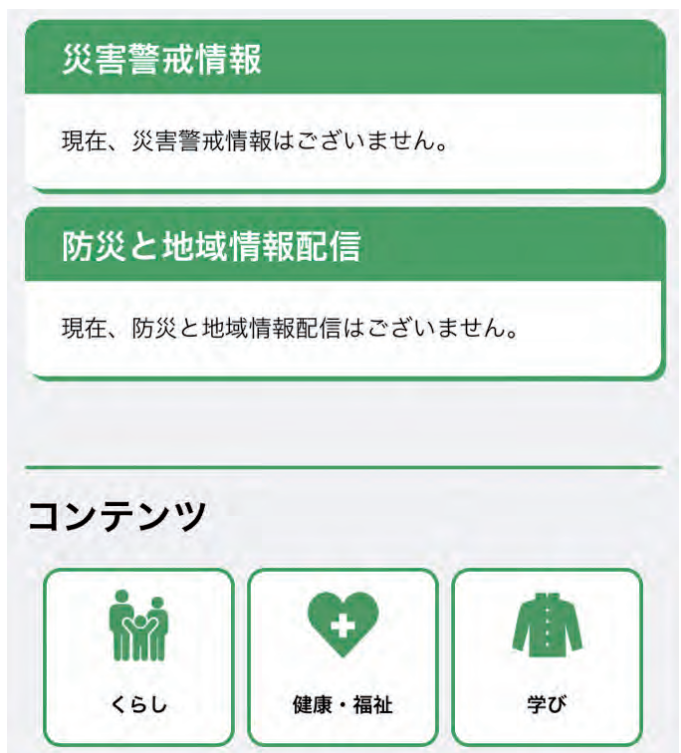 災害警戒情報
現在、災害警戒情報はございません。
防災と地域情報配信
現在、防災と地域情報配信はございません。
コンテンツ
くらし
健康・福祉
学び